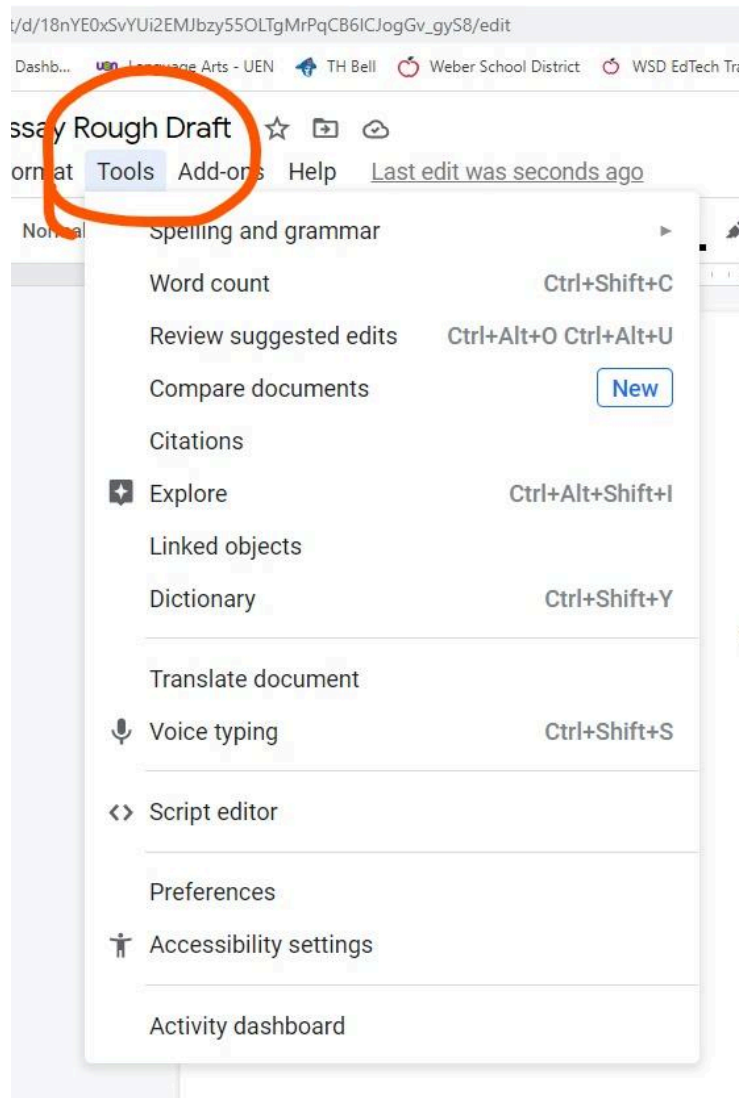 t/d/18nYE0xSvYUi2EMJbzy55OLTgMrPqCB6ICJogGv_gyS8/edit
Dashb... uen Language Arts - UEN TH Bell Weber School District WSD EdTech Tra
ssay Rough Draft
ormat Tools Add-ons Help Last edit was seconds ago
Normal
Spelling and grammar ►
Word count Ctrl+Shift+C
Review suggested edits Ctrl+Alt+O Ctrl+Alt+U
Compare documents New
Citations
Explore Ctrl+Alt+Shift+I
Linked objects
Dictionary Ctrl+Shift+Y
Translate document
Voice typing Ctrl+Shift+S
Script editor
Preferences
Accessibility settings
Activity dashboard